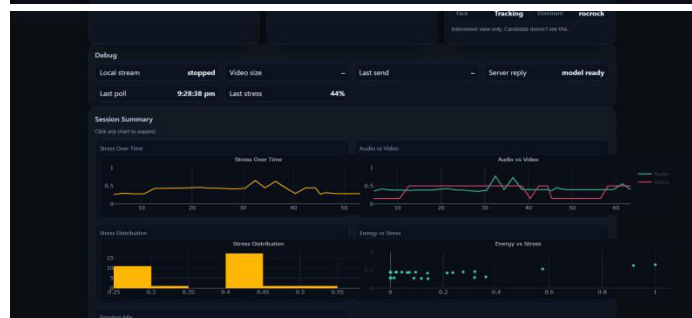 Face Tracking Dominant rocrock
Interviewer view only. Candidate doesn't see this.
Debug
Local stream stopped Video size – Last send – Server reply model ready
Last poll 9:28:38 pm Last stress 44%
Session Summary
Click any chart to expand.
Stress Over Time Audio vs Video
Stress Over Time Audio vs Video
1 1
0.5 0.5
0
10 20 30 40 50 10 20 30 40 50 60
Audio
Video
Stress Distribution Energy vs Stress
Stress Distribution Energy vs Stress
15 1
10 0.5
5
0
0.25 0.3 0.35 0.4 0.45 0.5 0.55 0 0.2 0.4 0.6 0.8 1